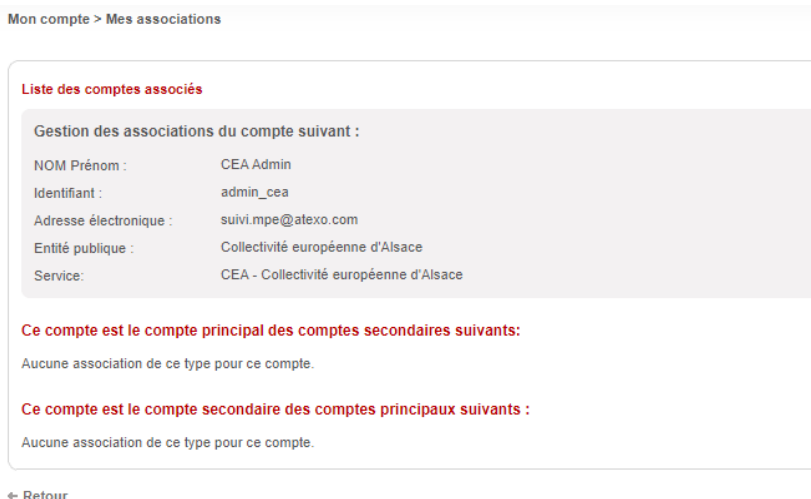 Mon compte > Mes associations
Liste des comptes associés
Gestion des associations du compte suivant :
NOM Prénom : CEA Admin
Identifiant : admin_cea
Adresse électronique : suivi.mpe@atexo.com
Entité publique : Collectivité européenne d'Alsace
Service: CEA - Collectivité européenne d'Alsace
Ce compte est le compte principal des comptes secondaires suivants:
Aucune association de ce type pour ce compte.
Ce compte est le compte secondaire des comptes principaux suivants :
Aucune association de ce type pour ce compte.
← Retour